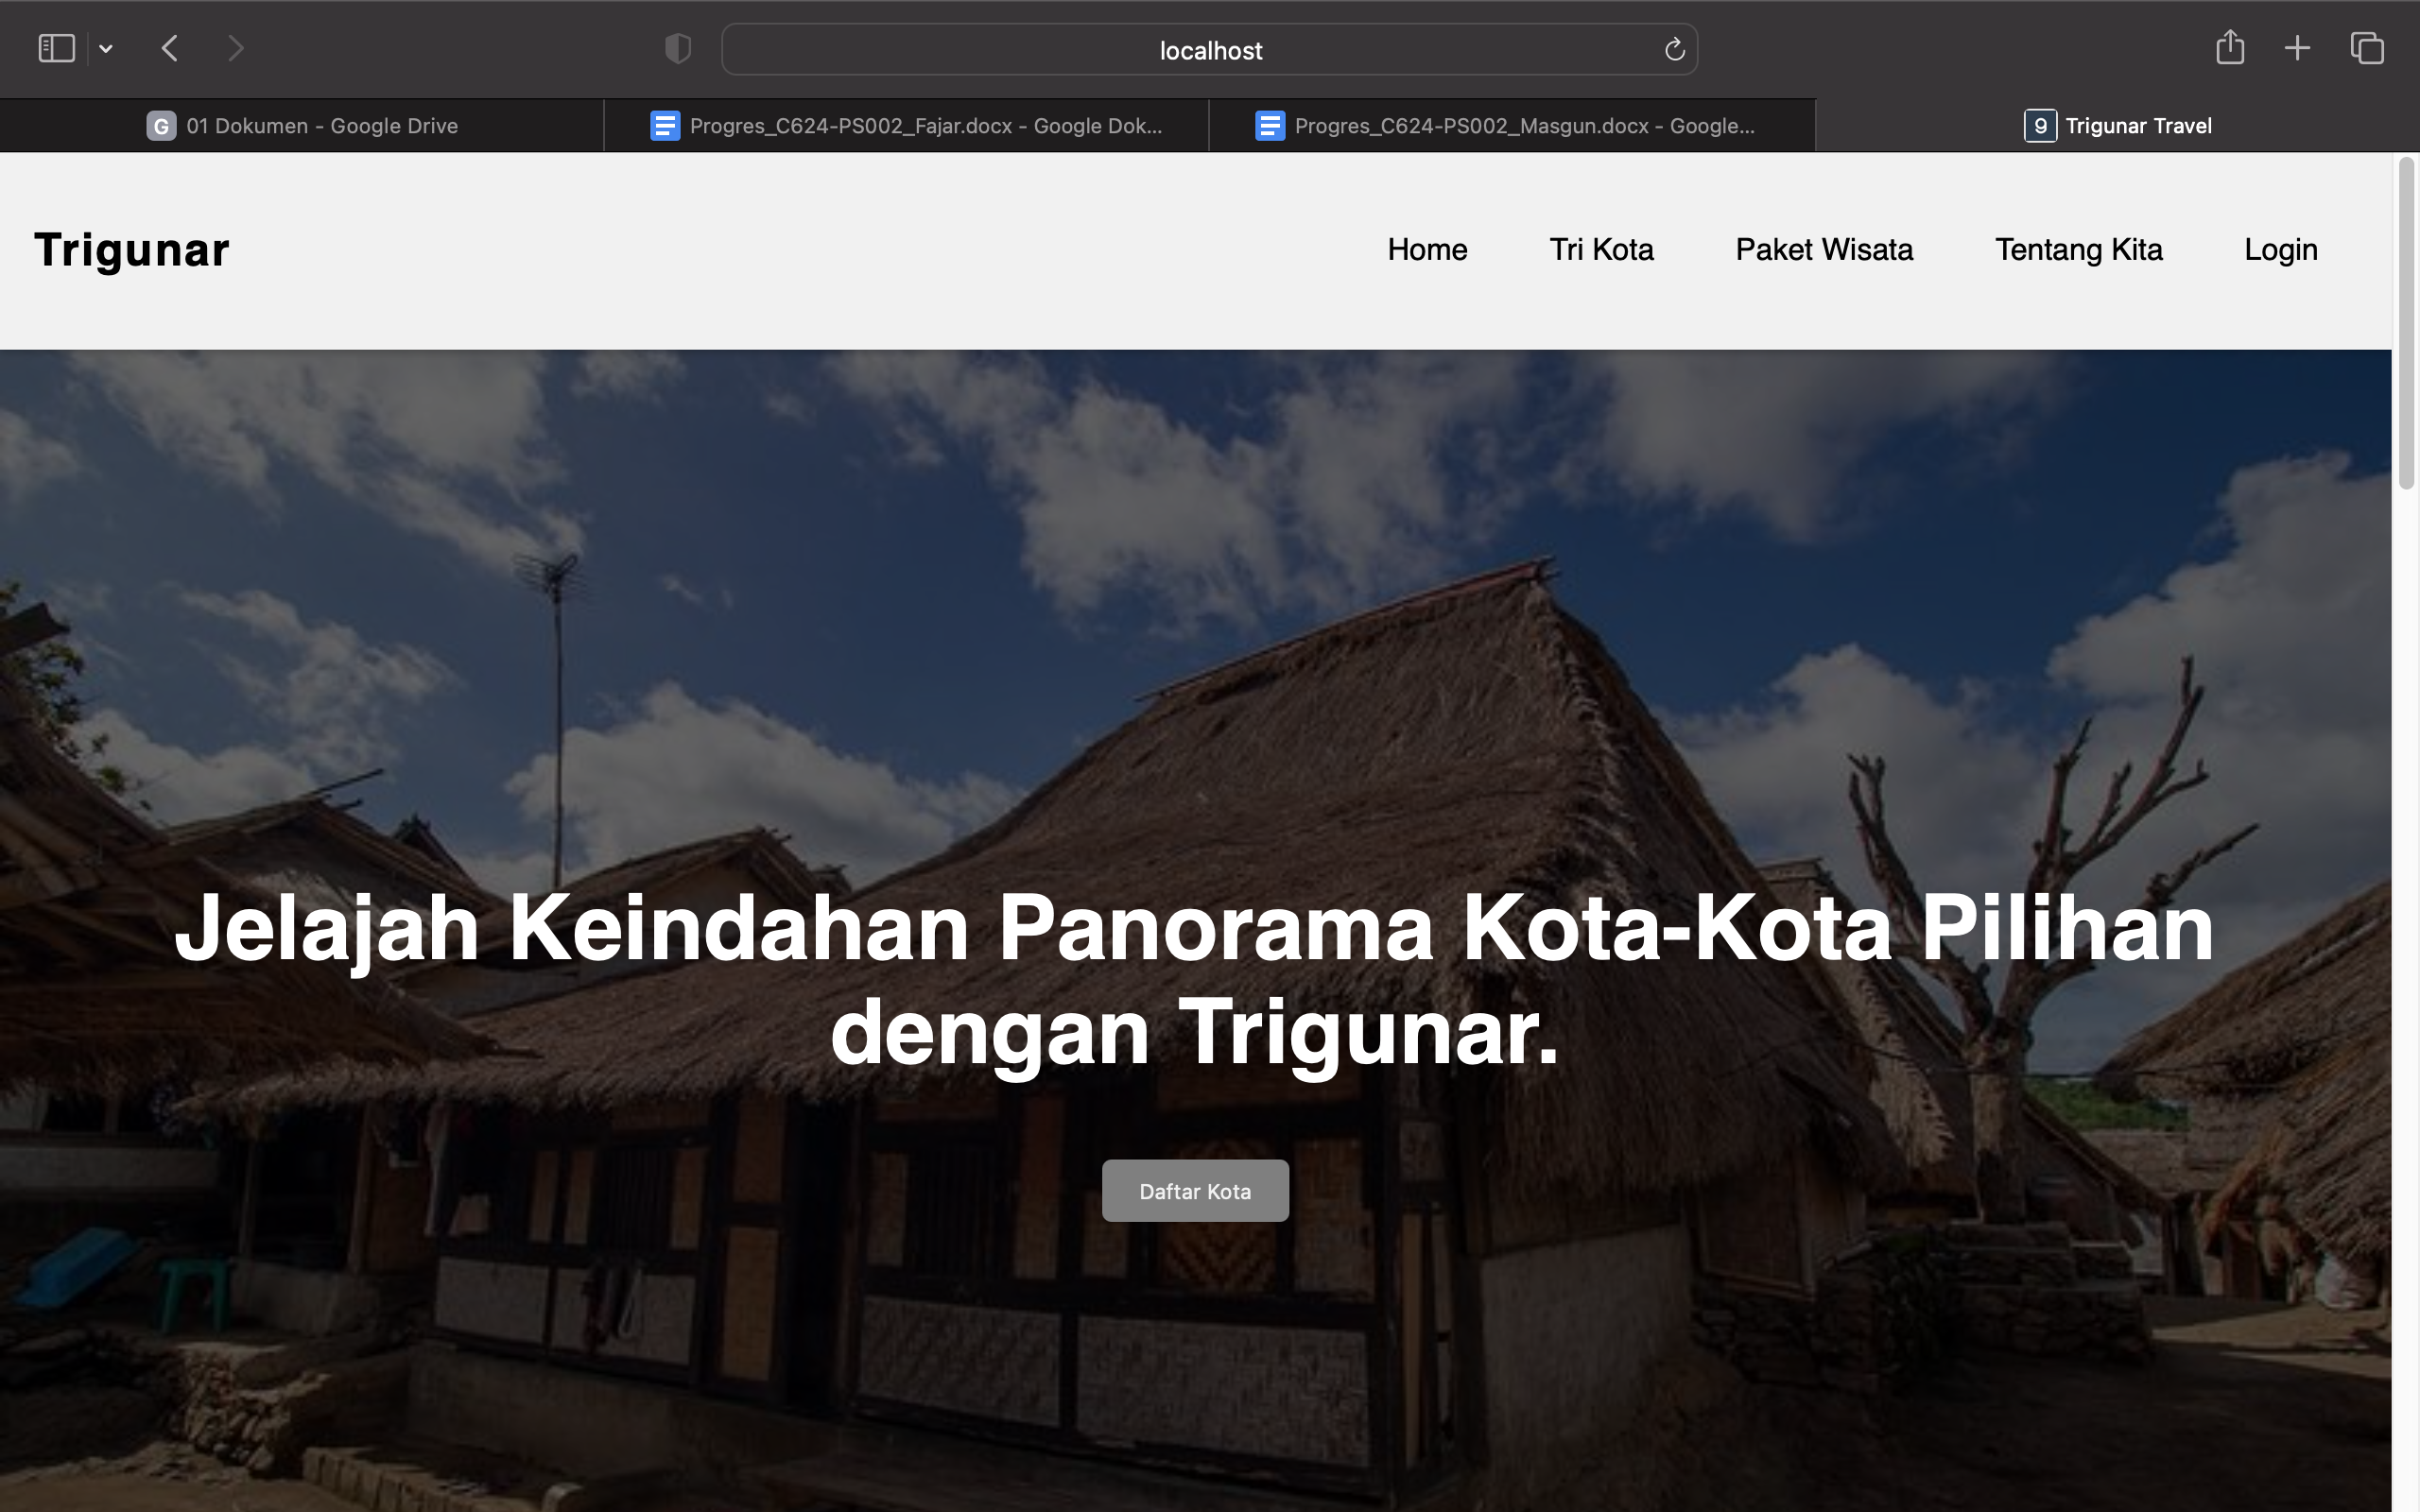 localhost
G 01 Dokumen - Google Drive
Progres_C624-PS002_Fajar.docx - Google Dok...
Progres_C624-PS002_Masgun.docx - Google...
9 Trigunar Travel
Trigunar
Home
Tri Kota
Paket Wisata
Tentang Kita
Login
Jelajah Keindahan Panorama Kota-Kota Pilihan
dengan Trigunar.
Daftar Kota